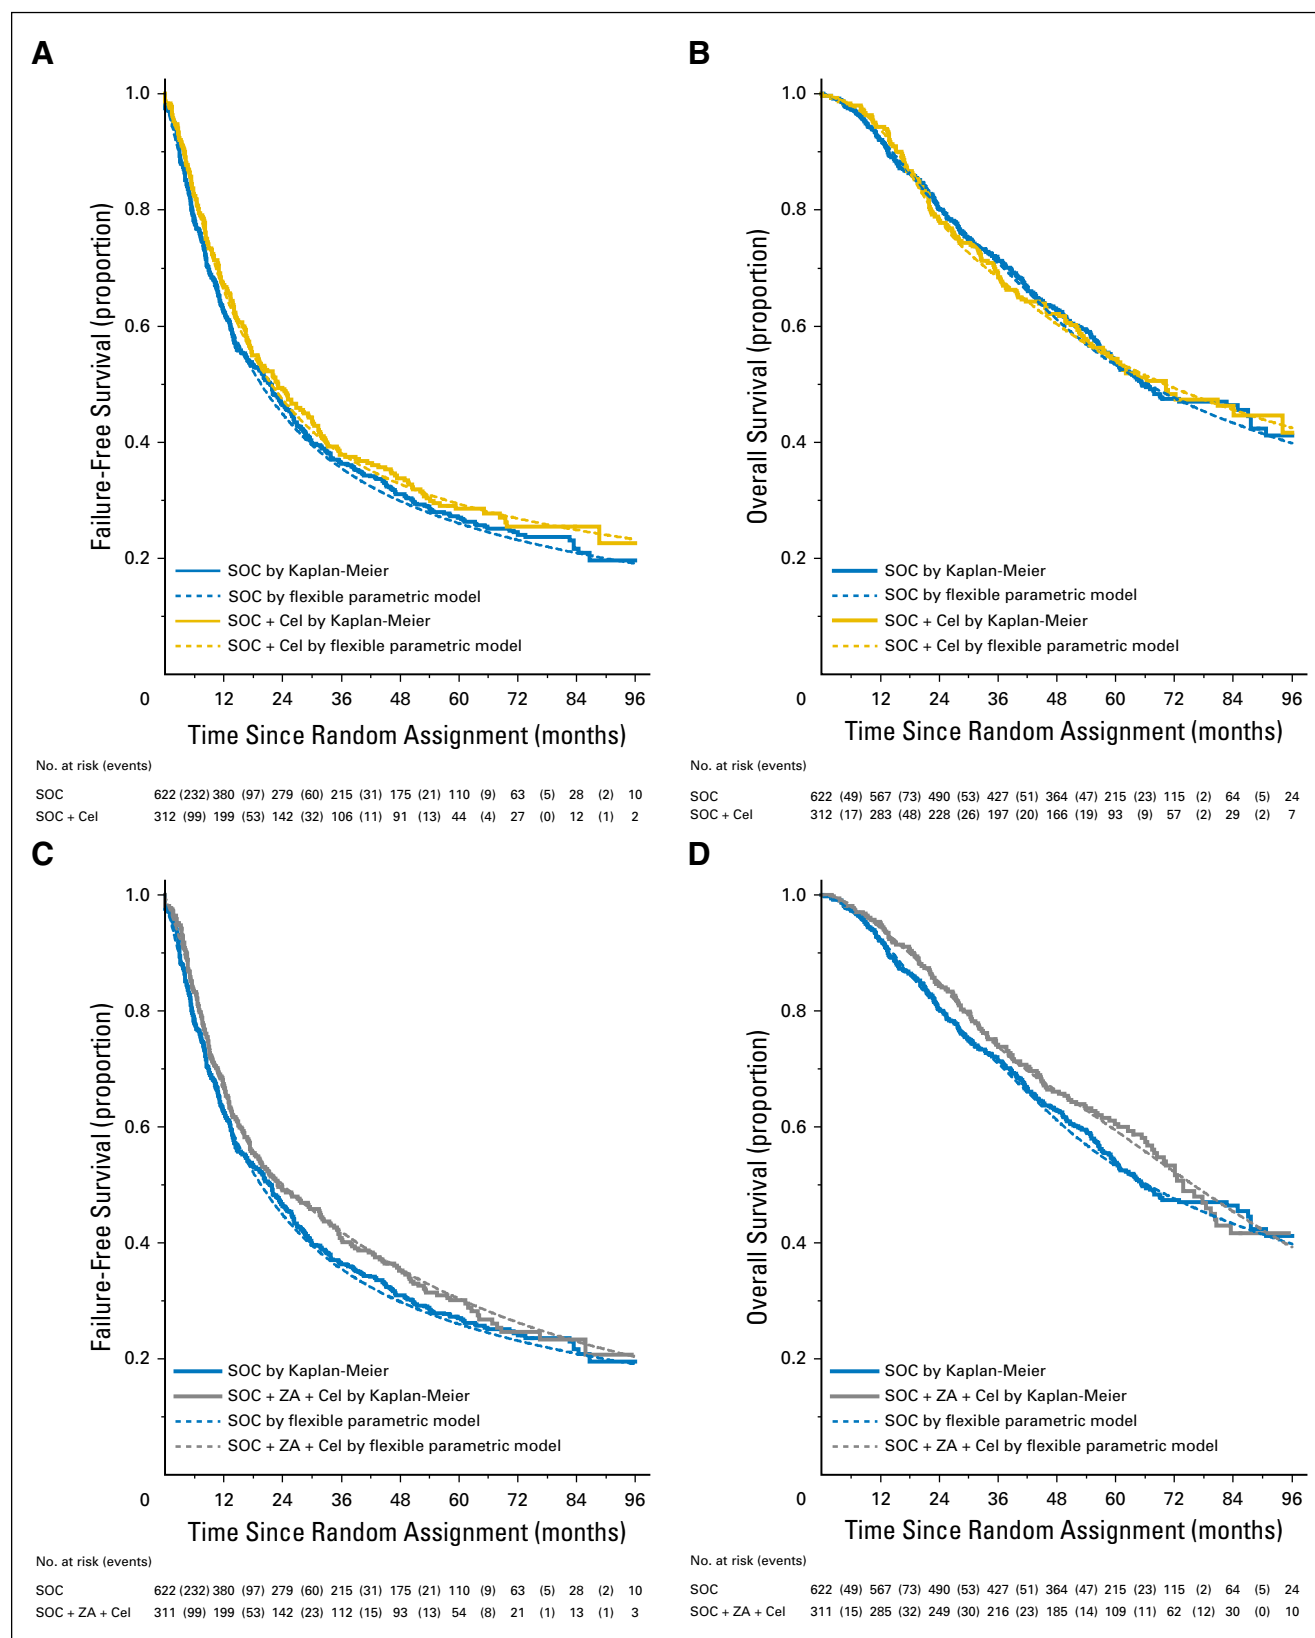 A
Failure-Free Survival (proportion)
1.0
0.8
0.6
0.4
0.2
SOC by Kaplan-Meier
SOC by flexible parametric model
SOC + Cel by Kaplan-Meier
SOC + Cel by flexible parametric model
0 12 24 36 48 60 72 84 96
Time Since Random Assignment (months)
No. at risk (events)
SOC 622 (232) 380 (97) 279 (60) 215 (31) 175 (21) 110 (9) 63 (5) 28 (2) 10
SOC + Cel 312 (99) 199 (53) 142 (32) 106 (11) 91 (13) 44 (4) 27 (0) 12 (1) 2
B
Overall Survival (proportion)
1.0
0.8
0.6
0.4
0.2
SOC by Kaplan-Meier
SOC by flexible parametric model
SOC + Cel by Kaplan-Meier
SOC + Cel by flexible parametric model
0 12 24 36 48 60 72 84 96
Time Since Random Assignment (months)
No. at risk (events)
SOC 622 (49) 567 (73) 490 (53) 427 (51) 364 (47) 215 (23) 115 (2) 64 (5) 24
SOC + Cel 312 (17) 283 (48) 228 (26) 197 (20) 166 (19) 93 (9) 57 (2) 29 (2) 7
C
Failure-Free Survival (proportion)
1.0
0.8
0.6
0.4
0.2
SOC by Kaplan-Meier
SOC + ZA + Cel by Kaplan-Meier
SOC by flexible parametric model
SOC + ZA + Cel by flexible parametric model
0 12 24 36 48 60 72 84 96
Time Since Random Assignment (months)
No. at risk (events)
SOC 622 (232) 380 (97) 279 (60) 215 (31) 175 (21) 110 (9) 63 (5) 28 (2) 10
SOC + ZA + Cel 311 (99) 199 (53) 142 (23) 112 (15) 93 (13) 54 (8) 21 (1) 13 (1) 3
D
Overall Survival (proportion)
1.0
0.8
0.6
0.4
0.2
SOC by Kaplan-Meier
SOC + ZA + Cel by Kaplan-Meier
SOC by flexible parametric model
SOC + ZA + Cel by flexible parametric model
0 12 24 36 48 60 72 84 96
Time Since Random Assignment (months)
No. at risk (events)
SOC 622 (49) 567 (73) 490 (53) 427 (51) 364 (47) 215 (23) 115 (2) 64 (5) 24
SOC + ZA + Cel 311 (15) 285 (32) 249 (30) 216 (23) 185 (14) 109 (11) 62 (12) 30 (0) 10